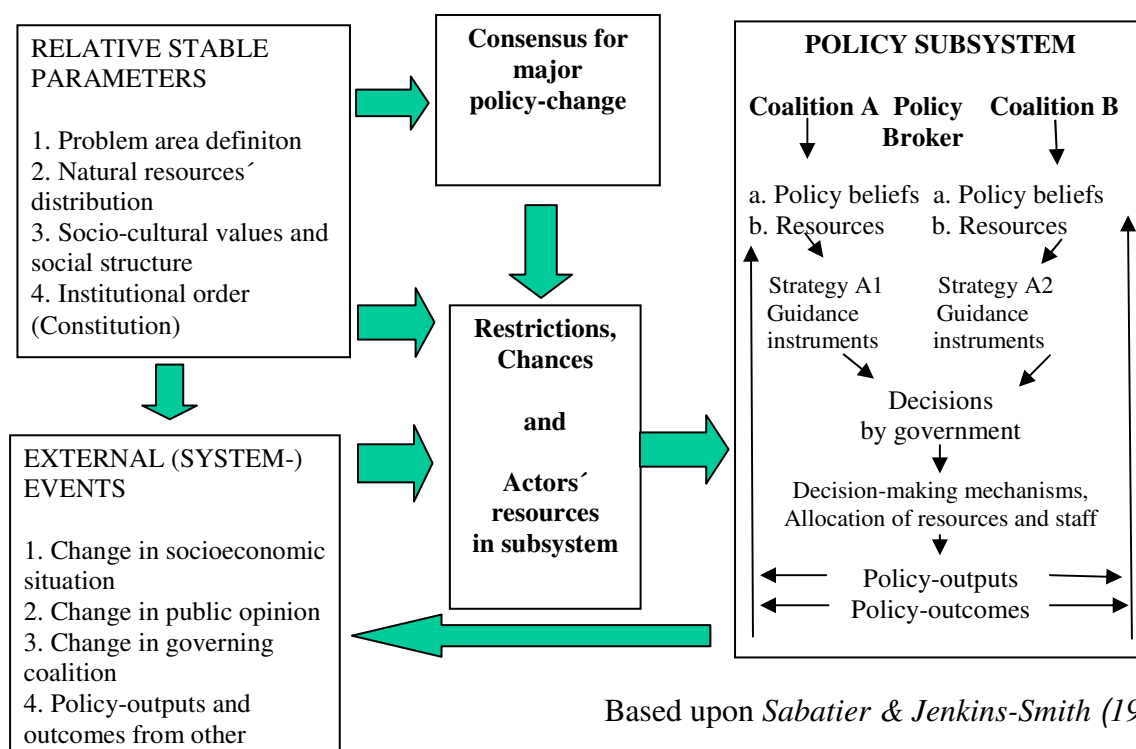 RELATIVE STABLE
PARAMETERS
1. Problem area definiton
2. Natural resources´
distribution
3. Socio-cultural values and
social structure
4. Institutional order
(Constitution)
Consensus for
major
policy-change
EXTERNAL (SYSTEM-)
EVENTS
1. Change in socioeconomic
situation
2. Change in public opinion
3. Change in governing
coalition
4. Policy-outputs and
outcomes from other
Restrictions,
Chances
and
Actors´
resources
in subsystem
POLICY SUBSYSTEM
Coalition A Policy Coalition B
Broker
a. Policy beliefs a. Policy beliefs
b. Resources b. Resources
Strategy A1 Strategy A2
Guidance Guidance
instruments instruments
Decisions
by government
Decision-making mechanisms,
Allocation of resources and staff
Policy-outputs
Policy-outcomes
Based upon Sabatier & Jenkins-Smith (19